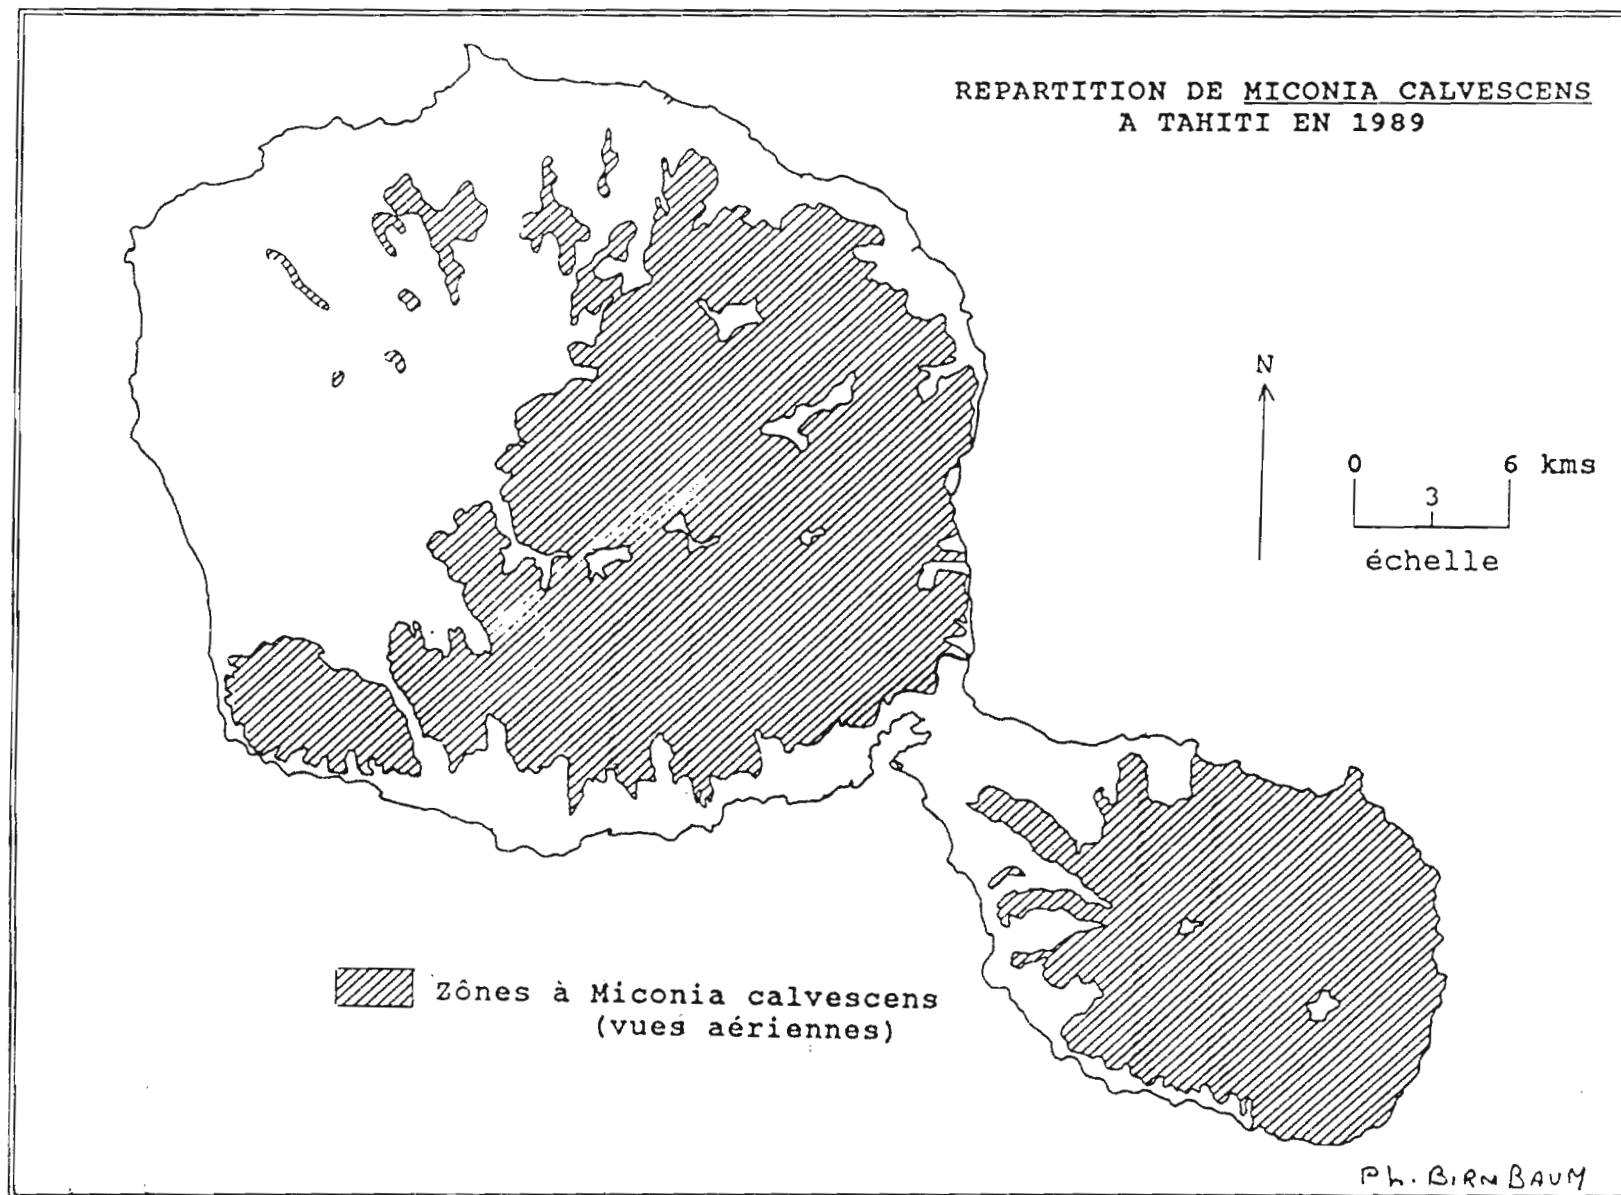 REPARTITION DE MICONIA CALVESCENS
A TAHITI EN 1989
N
0 6 kms
3
échelle
Zônes à Miconia calvescens
(vues aériennes)
Ph. BIRNBAUM